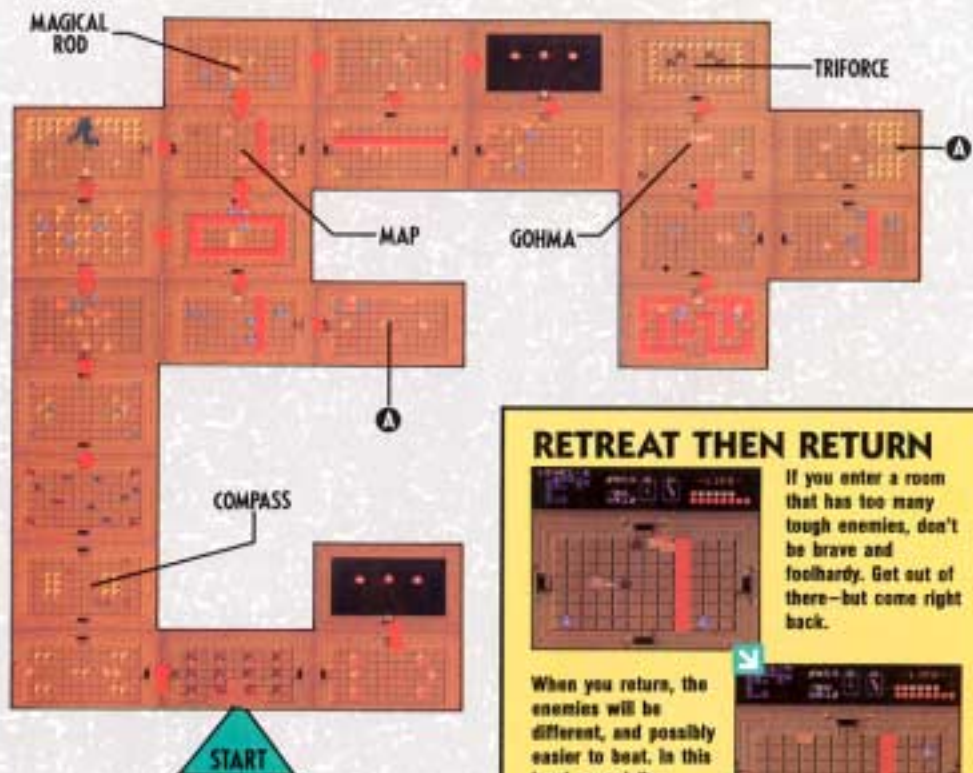 MAGICAL
ROD
TRIFORCE
A
MAP
GOHMA
A
COMPASS
START
RETREAT THEN RETURN
If you enter a room
that has too many
tough enemies, don't
be brave and
foolhardy. Get out of
there—but come right
back.
When you return, the
enemies will be
different, and possibly
easier to beat. In this